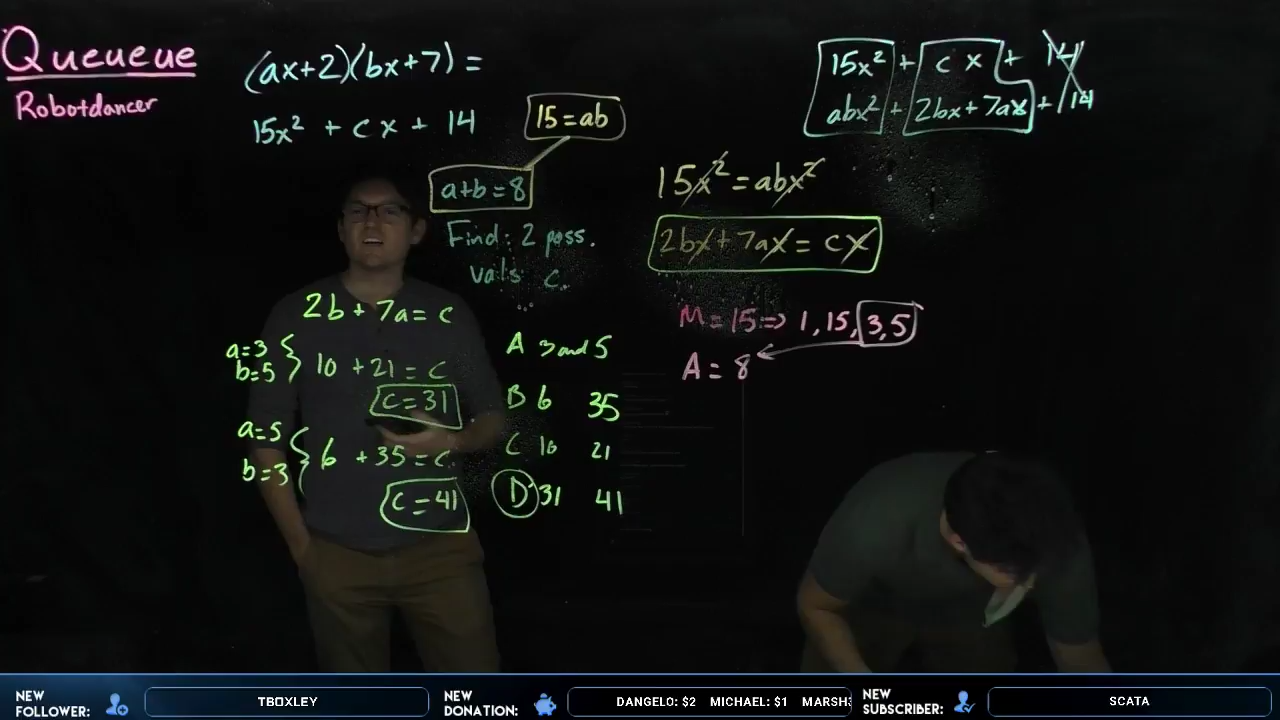 Queueue
Robotdancer
(ax+2)(bx+7) =
15x² + cx + 14
15 = ab
a+b=8
Find: 2 poss.
vals c.
15x² + cx + 14
abx² + 2bx+7ax + 14
15x² = abx²
2bx + 7ax = cx
M = 15 => 1, 15, 3, 5
A = 8
2b + 7a = c
a=3
b=5
10 + 21 = c
c = 31
a=5
b=3
6 + 35 = c
c = 41
A 3 and 5
B 6 35
C 10 21
D 31 41
NEW FOLLOWER:
TBOXLEY
NEW DONATION:
DANGELO: $2 MICHAEL: $1 MARSH
NEW SUBSCRIBER:
SCATA